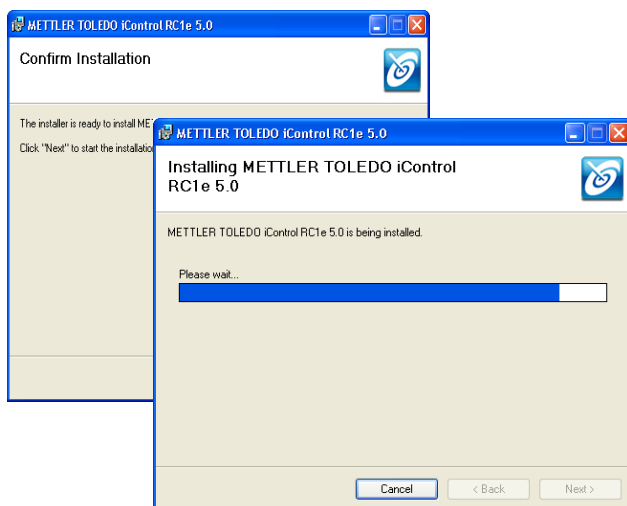 METTLER TOLEDO iControl RC1e 5.0
Confirm Installation
The installer is ready to install
Click "Next" to start the installation
METTLER TOLEDO iControl RC1e 5.0
Installing METTLER TOLEDO iControl
RC1e 5.0
METTLER TOLEDO iControl RC1e 5.0 is being installed.
Please wait...
Cancel
< Back
Next >